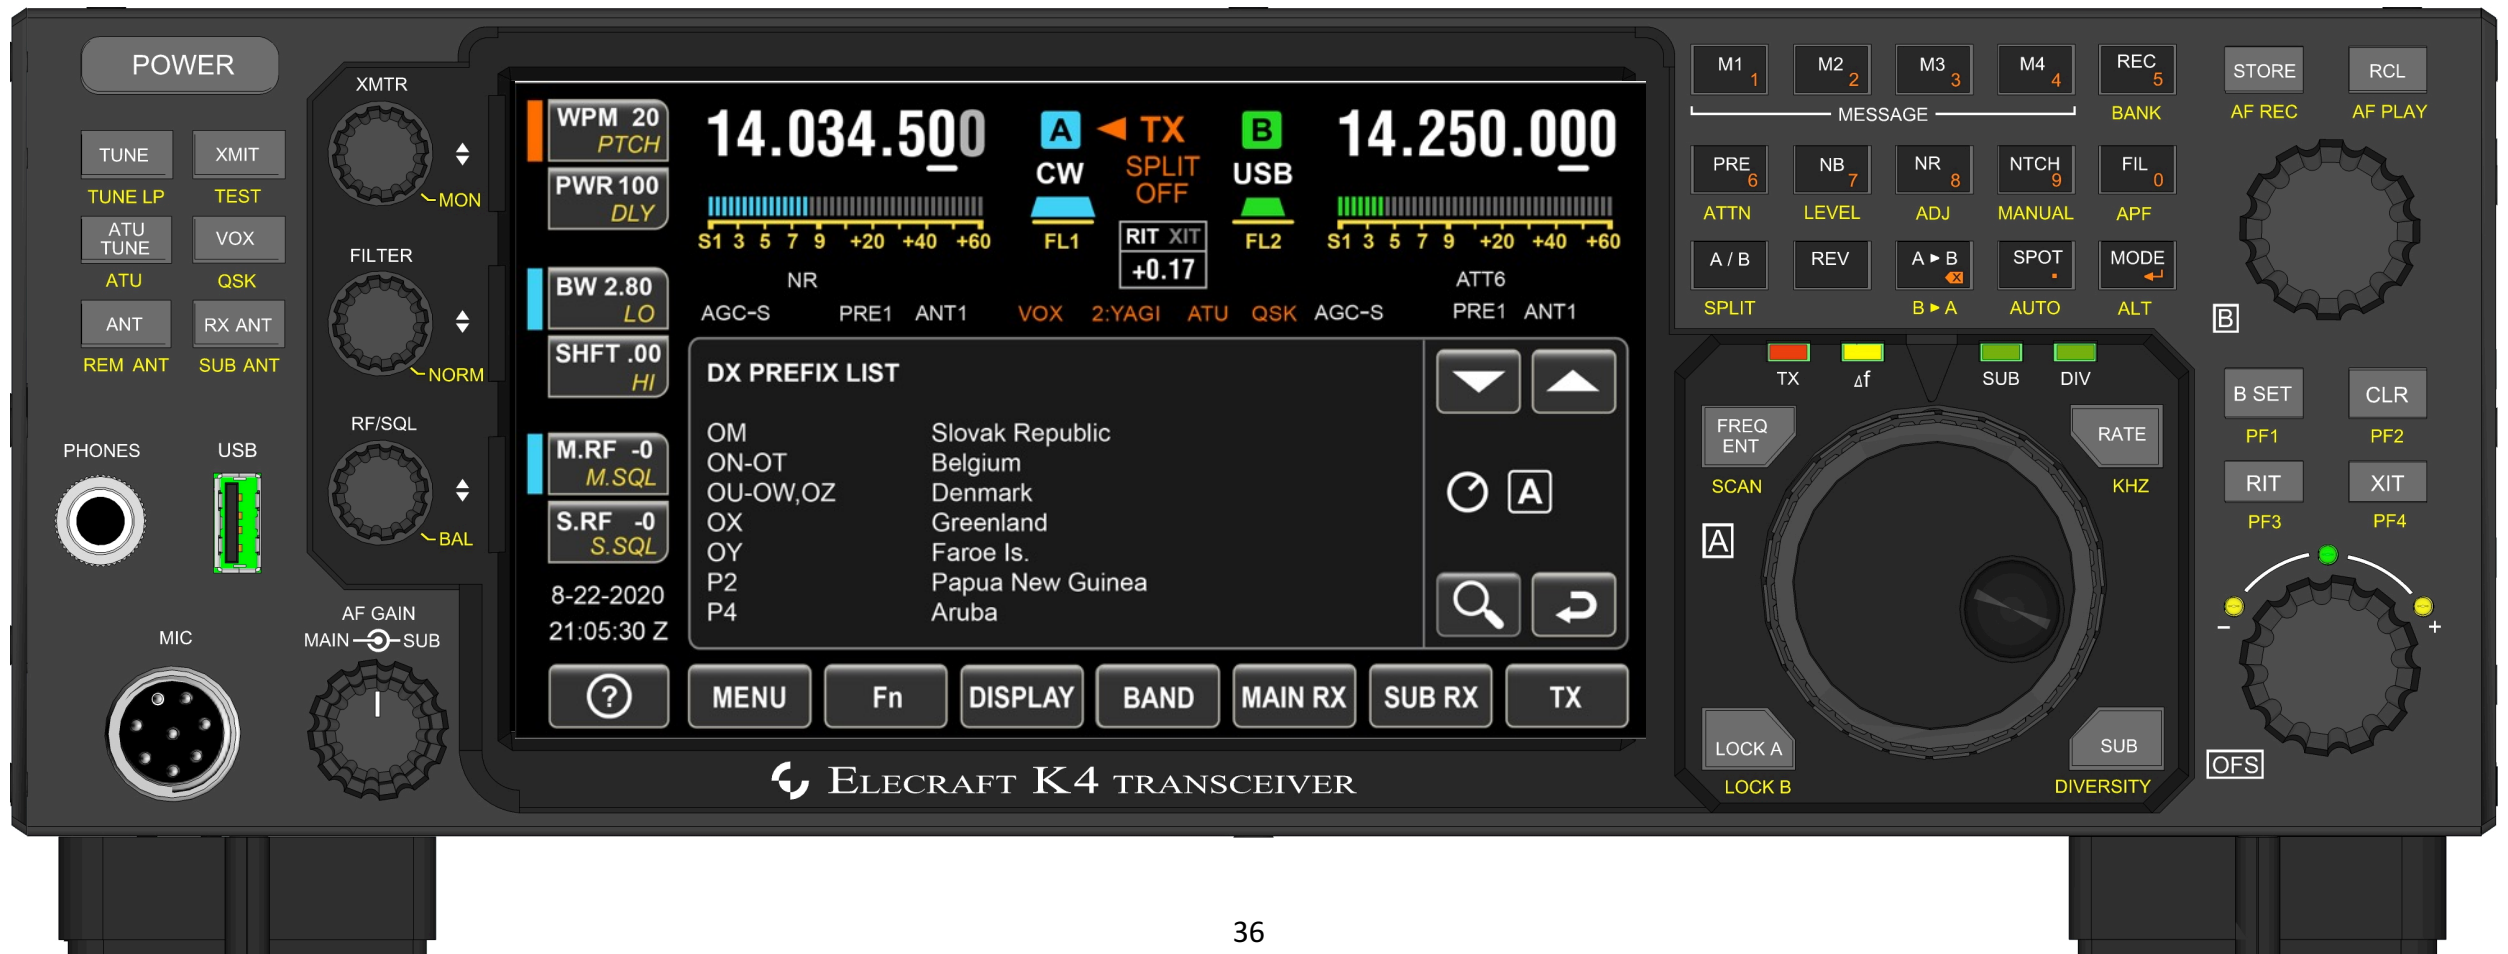 POWER
TUNE
XMIT
TUNE LP
TEST
ATU
TUNE
VOX
ATU
QSK
ANT
RX ANT
REM ANT
SUB ANT
PHONES
USB
MIC
XMTR
MON
FILTER
NORM
RF/SQL
BAL
AF GAIN
MAIN
SUB
WPM 20
PTCH
PWR 100
DLY
BW 2.80
LO
SHFT .00
HI
M.RF -0
M.SQL
S.RF -0
S.SQL
8-22-2020
21:05:30 Z
14.034.500
A
TX
B
14.250.000
CW
SPLIT
OFF
USB
S1 3 5 7 9 +20 +40 +60
FL1
RIT XIT
+0.17
FL2
S1 3 5 7 9 +20 +40 +60
NR
ATT6
AGC-S PRE1 ANT1 VOX 2:YAGI ATU QSK AGC-S PRE1 ANT1
DX PREFIX LIST
OM Slovak Republic
ON-OT Belgium
OU-OW,OZ Denmark
OX Greenland
OY Faroe Is.
P2 Papua New Guinea
P4 Aruba
A
?
MENU
Fn
DISPLAY
BAND
MAIN RX
SUB RX
TX
ELECRAFT K4 TRANSCEIVER
M1 1
M2 2
M3 3
M4 4
REC 5
MESSAGE
BANK
PRE 6
NB 7
NR 8
NTCH 9
FIL 0
ATTN
LEVEL
ADJ
MANUAL
APF
A / B
REV
A ► B
SPOT .
MODE
SPLIT
B ► A
AUTO
ALT
STORE
RCL
AF REC
AF PLAY
B
TX
Δf
SUB
DIV
FREQ
ENT
SCAN
RATE
KHZ
A
LOCK A
LOCK B
SUB
DIVERSITY
B SET
CLR
PF1
PF2
RIT
XIT
PF3
PF4
- +
OFS
36